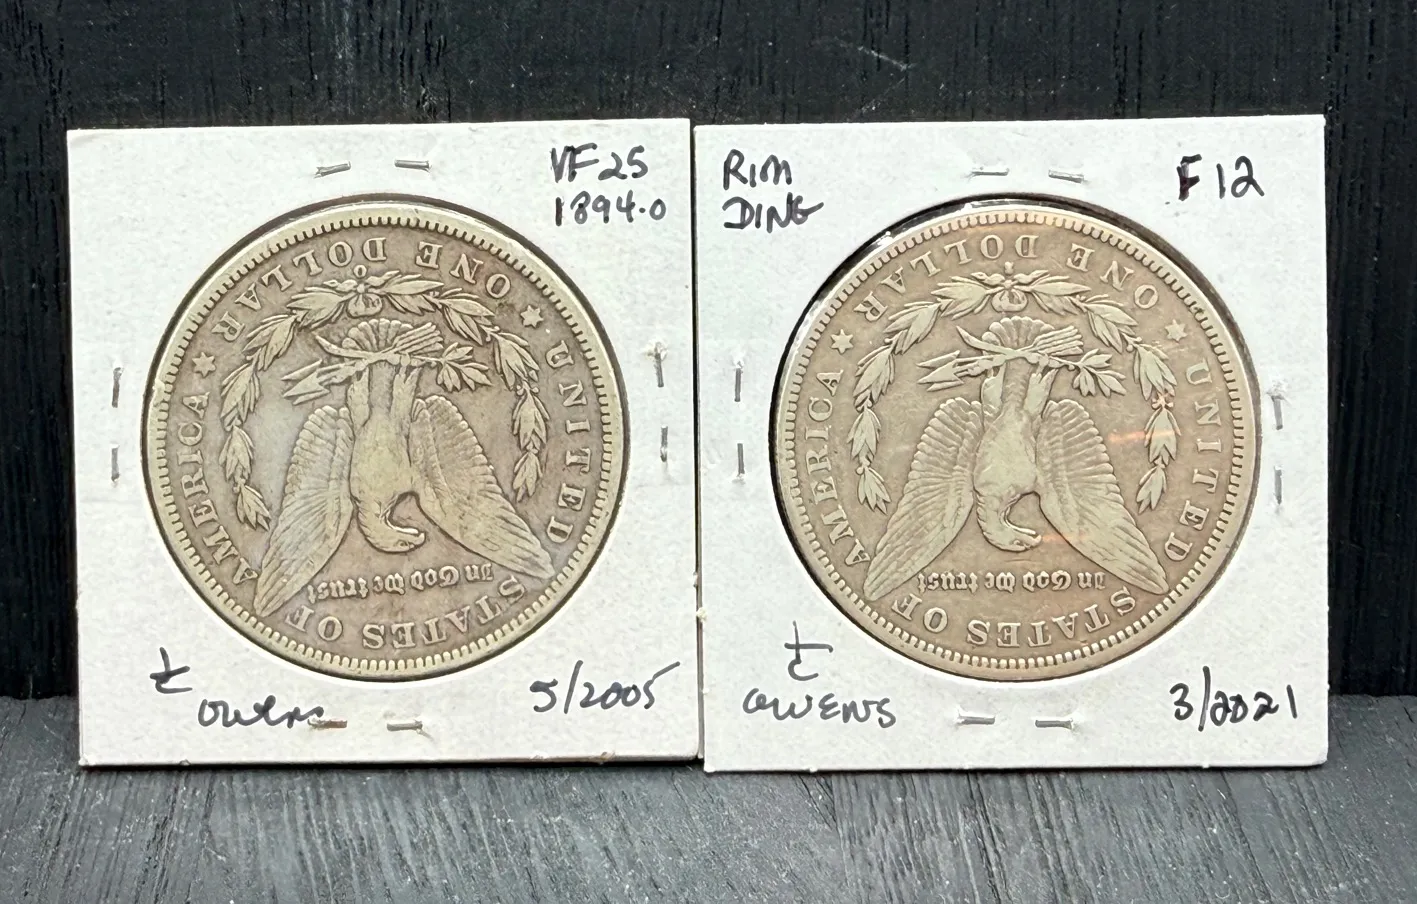 VF25
1894-O
ONE DOLLAR
UNITED STATES OF AMERICA
In God We trust
5/2005
owens
RIM
DING
F12
ONE DOLLAR
UNITED STATES OF AMERICA
In God We trust
OWENS
3/2021